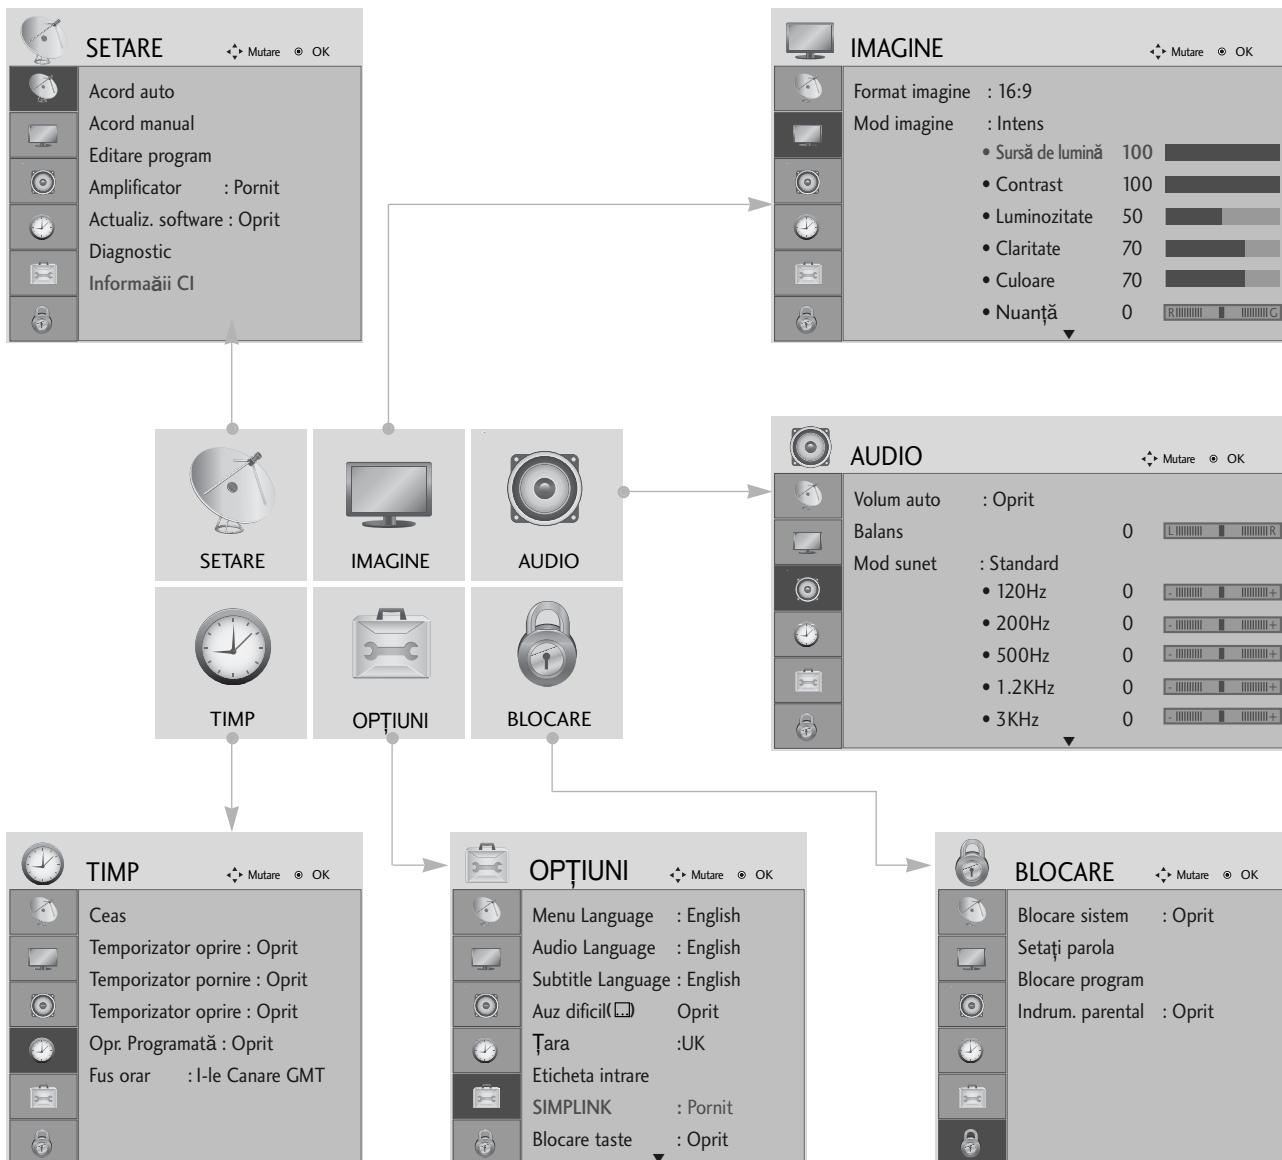 SETARE
Mutare OK
Acord auto
Acord manual
Editare program
Amplificator : Pornit
Actualiz. software : Oprit
Diagnostic
Informaăii CI
IMAGINE
Mutare OK
Format imagine : 16:9
Mod imagine : Intens
• Sursă de lumină 100
• Contrast 100
• Luminozitate 50
• Claritate 70
• Culoare 70
• Nuanță 0 R G
SETARE
IMAGINE
AUDIO
TIMP
OPȚIUNI
BLOCARE
AUDIO
Mutare OK
Volum auto : Oprit
Balans 0 L R
Mod sunet : Standard
• 120Hz 0 - +
• 200Hz 0 - +
• 500Hz 0 - +
• 1.2KHz 0 - +
• 3KHz 0 - +
TIMP
Mutare OK
Ceas
Temporizator oprire : Oprit
Temporizator pornire : Oprit
Temporizator oprire : Oprit
Opr. Programată : Oprit
Fus orar : I-le Canare GMT
OPȚIUNI
Mutare OK
Menu Language : English
Audio Language : English
Subtitle Language : English
Auz dificil( ) Oprit
Țara :UK
Eticheta intrare
SIMPLINK : Pornit
Blocare taste : Oprit
BLOCARE
Mutare OK
Blocare sistem : Oprit
Setați parola
Blocare program
Indrum. parental : Oprit